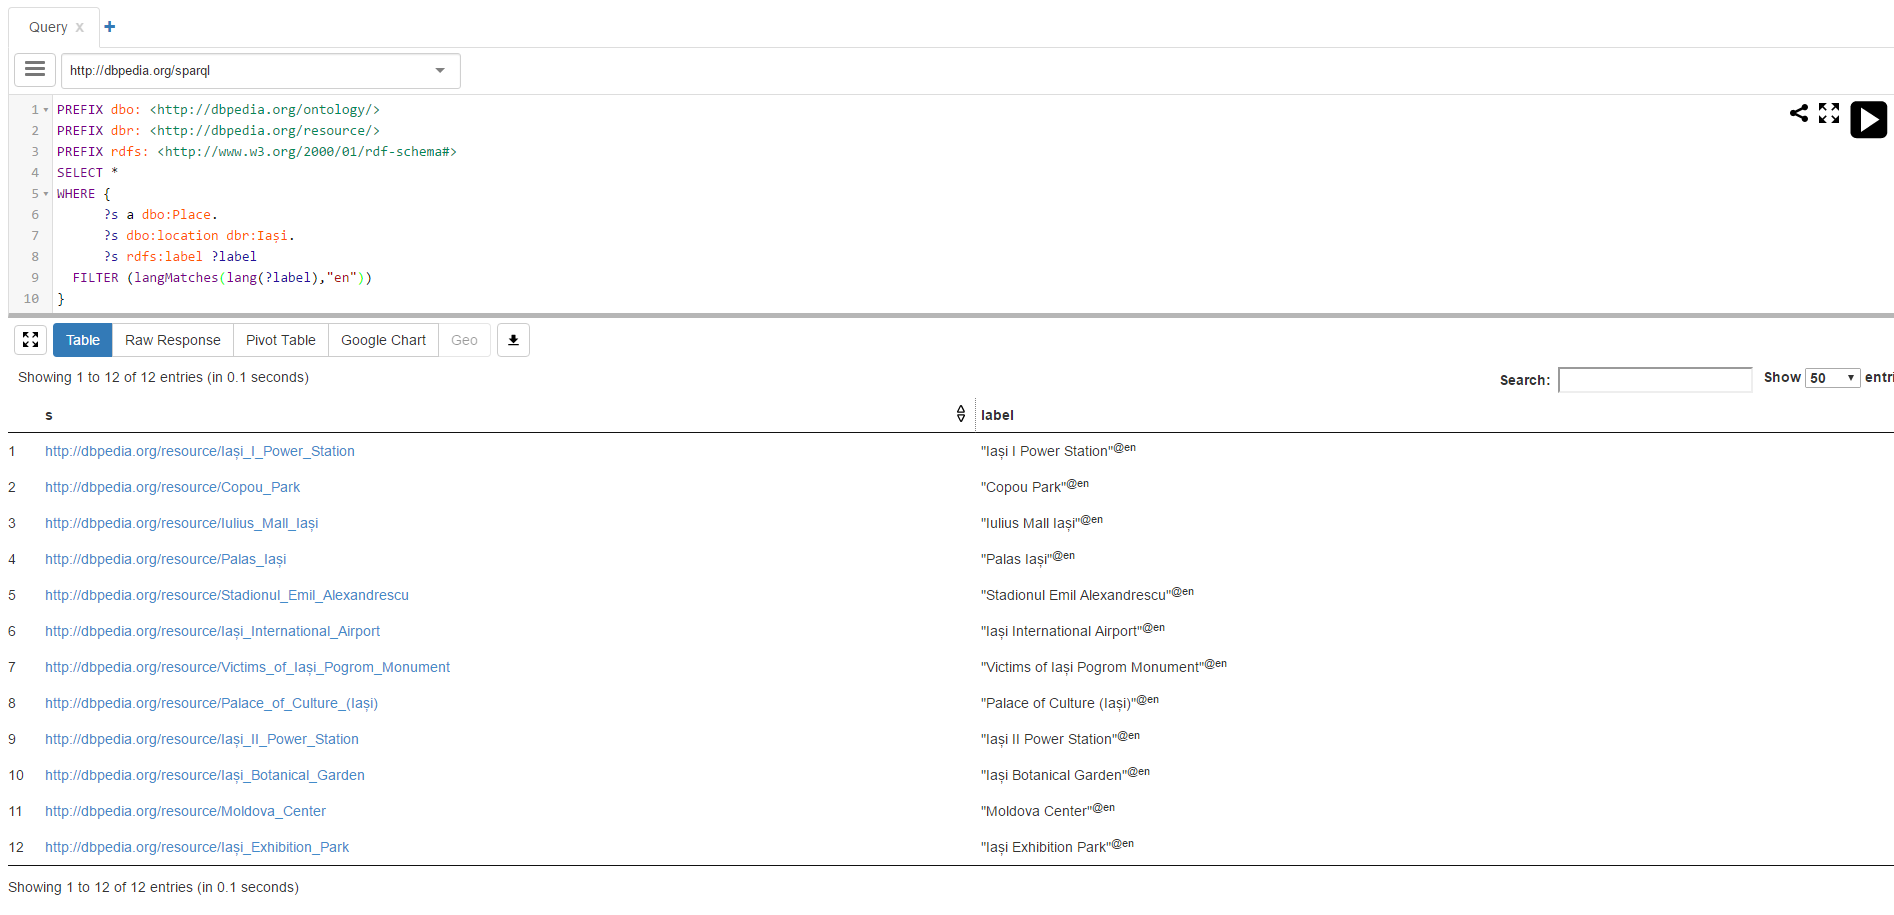 Query x +
http://dbpedia.org/sparql
1 PREFIX dbo: <http://dbpedia.org/ontology/>
2 PREFIX dbr: <http://dbpedia.org/resource/>
3 PREFIX rdfs: <http://www.w3.org/2000/01/rdf-schema#>
4 SELECT *
5 WHERE {
6 ?s a dbo:Place.
7 ?s dbo:location dbr:Iași.
8 ?s rdfs:label ?label
9 FILTER (langMatches(lang(?label),"en"))
10 }
Table Raw Response Pivot Table Google Chart Geo
Showing 1 to 12 of 12 entries (in 0.1 seconds) Search: Show 50 entri
s label
1 http://dbpedia.org/resource/Iași_I_Power_Station "Iași I Power Station"@en
2 http://dbpedia.org/resource/Copou_Park "Copou Park"@en
3 http://dbpedia.org/resource/Iulius_Mall_Iași "Iulius Mall Iași"@en
4 http://dbpedia.org/resource/Palas_Iași "Palas Iași"@en
5 http://dbpedia.org/resource/Stadionul_Emil_Alexandrescu "Stadionul Emil Alexandrescu"@en
6 http://dbpedia.org/resource/Iași_International_Airport "Iași International Airport"@en
7 http://dbpedia.org/resource/Victims_of_Iași_Pogrom_Monument "Victims of Iași Pogrom Monument"@en
8 http://dbpedia.org/resource/Palace_of_Culture_(Iași) "Palace of Culture (Iași)"@en
9 http://dbpedia.org/resource/Iași_II_Power_Station "Iași II Power Station"@en
10 http://dbpedia.org/resource/Iași_Botanical_Garden "Iași Botanical Garden"@en
11 http://dbpedia.org/resource/Moldova_Center "Moldova Center"@en
12 http://dbpedia.org/resource/Iași_Exhibition_Park "Iași Exhibition Park"@en
Showing 1 to 12 of 12 entries (in 0.1 seconds)